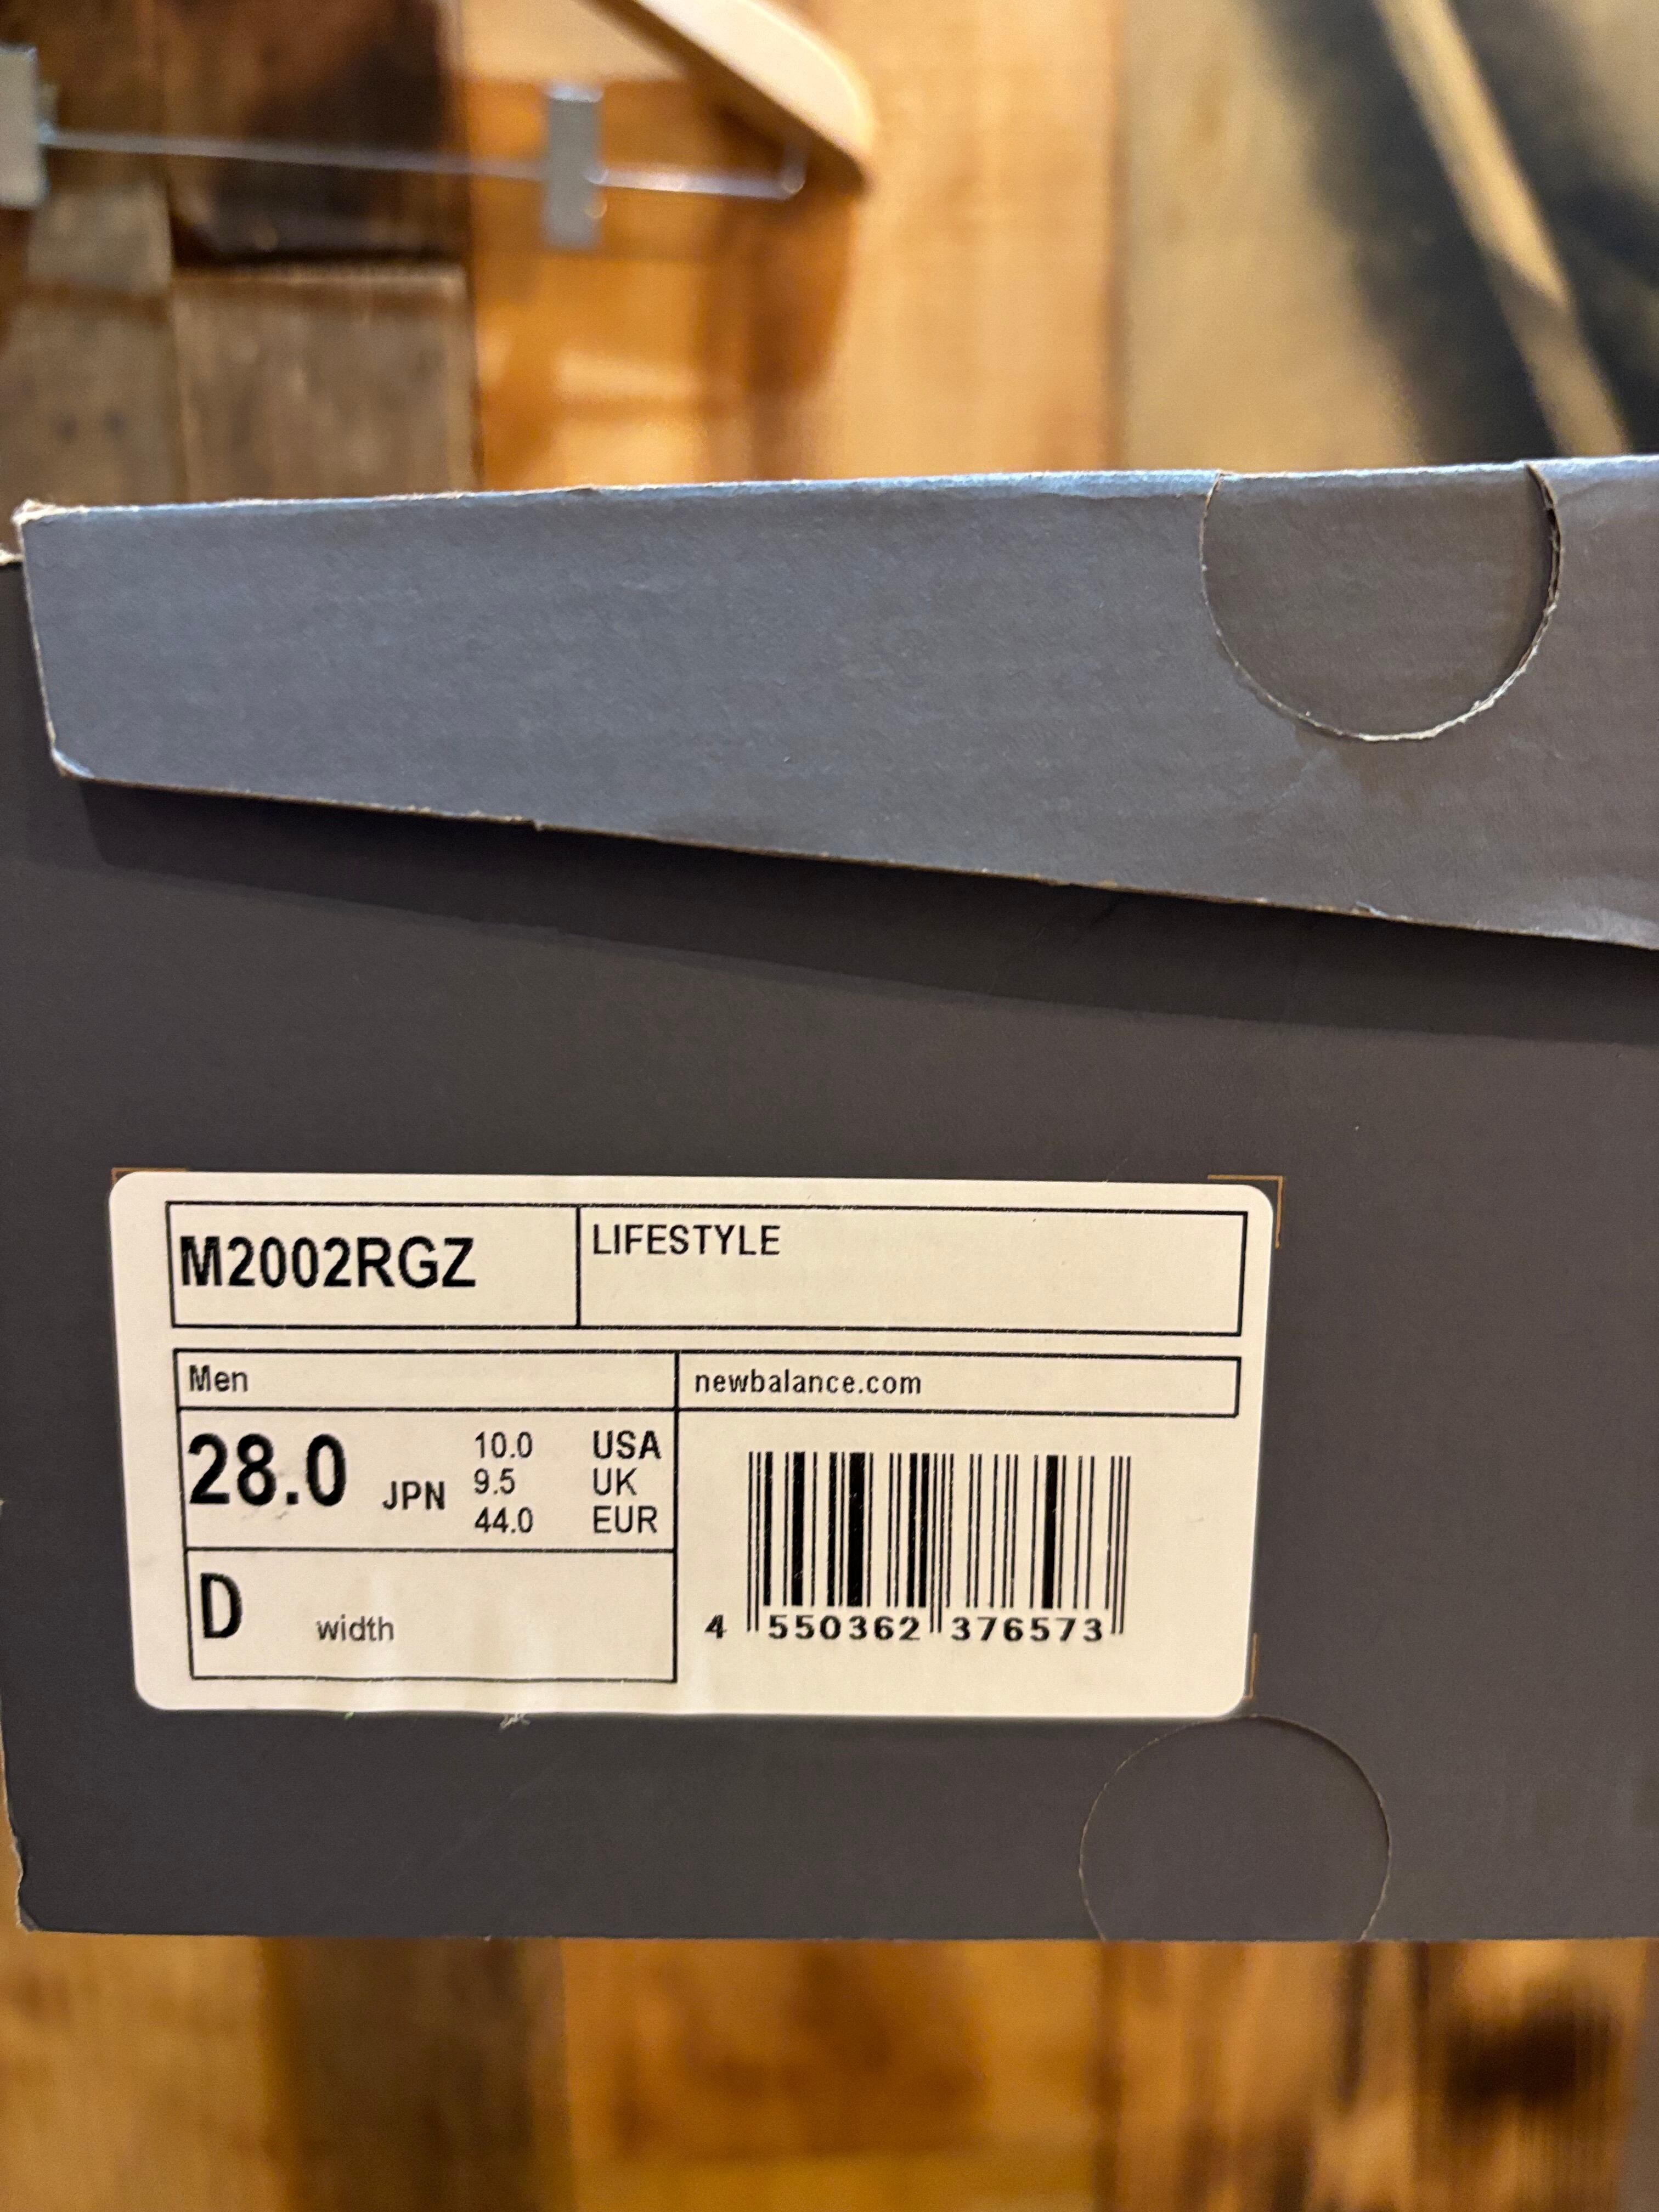 M2002RGZ
LIFESTYLE
Men
newbalance.com
28.0 JPN
10.0 USA
9.5 UK
44.0 EUR
D width
4 550362 376573